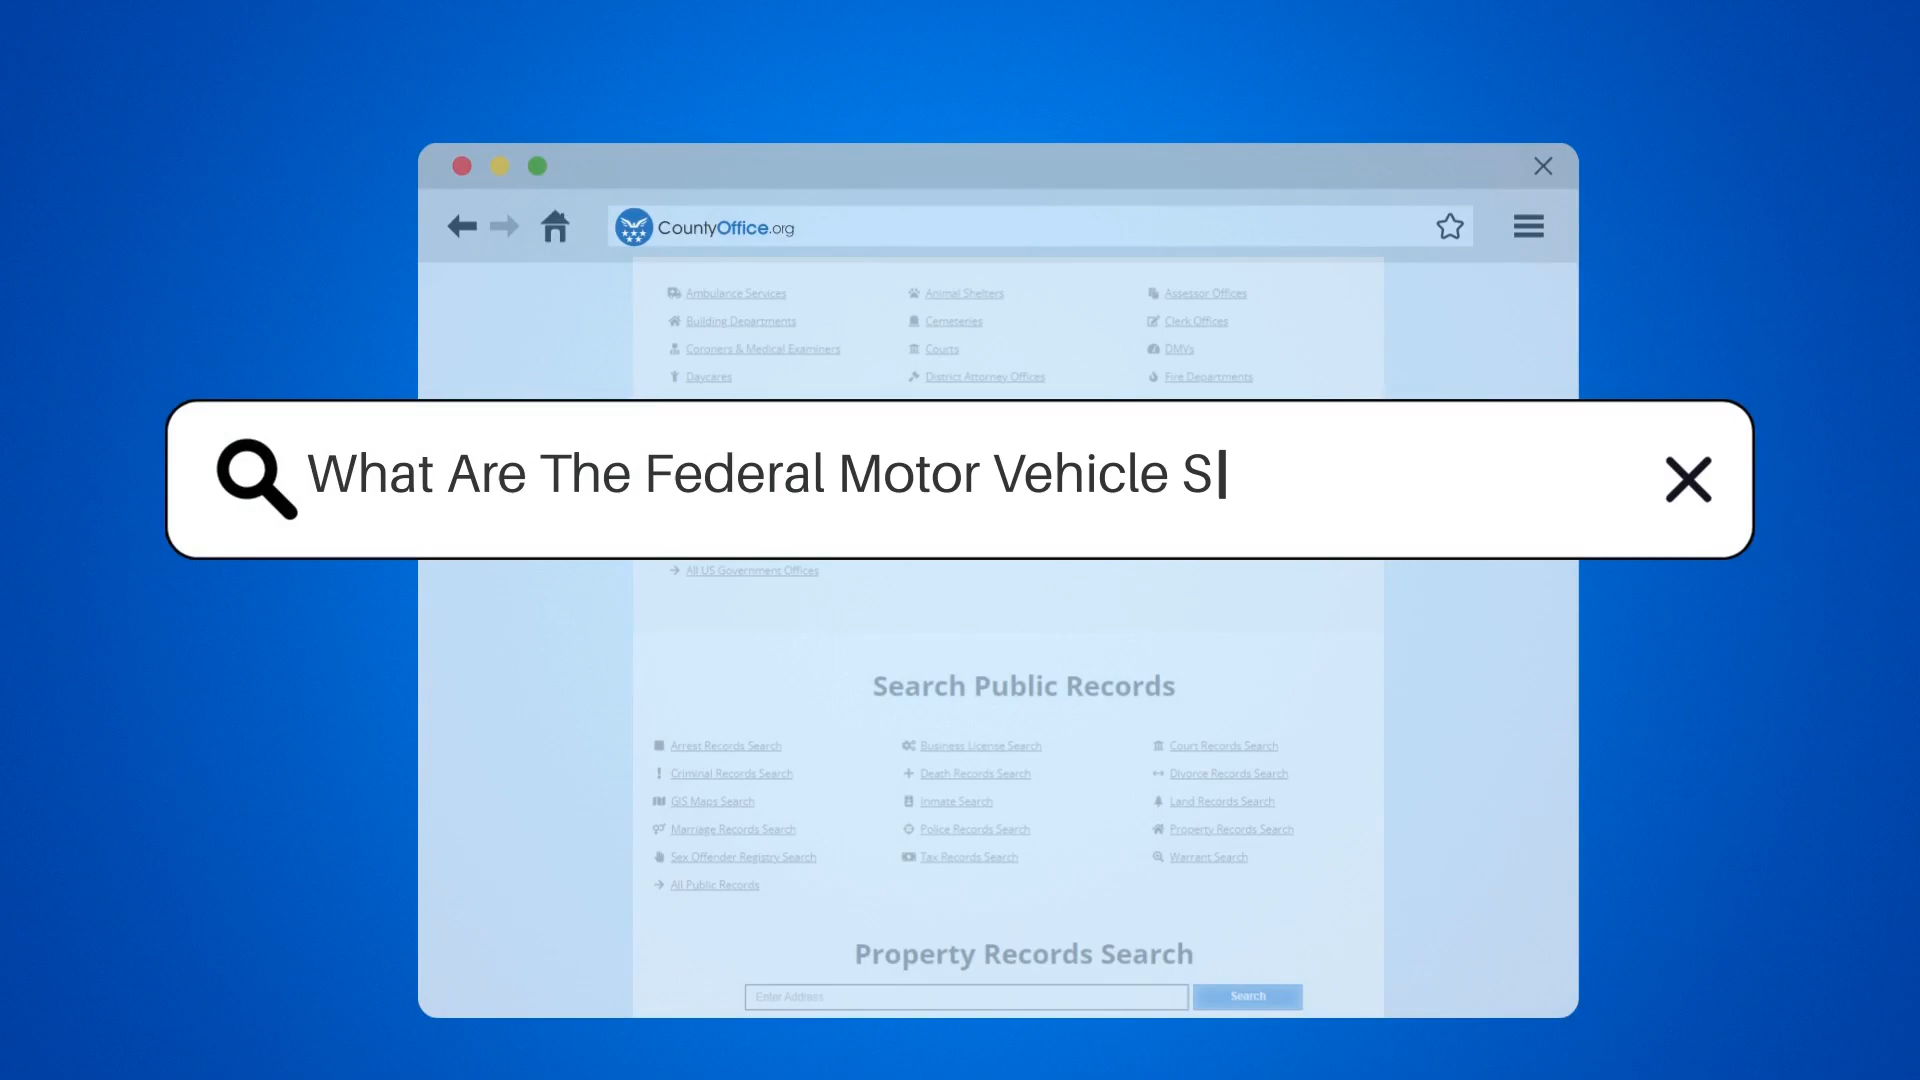 CountyOffice.org
Ambulance Services Animal Shelters Assessor Offices
Building Departments Cemeteries Clerk Offices
Coroners & Medical Examiners Courts DMVs
Daycares District Attorney Offices Fire Departments
What Are The Federal Motor Vehicle S
All US Government Offices
Search Public Records
Arrest Records Search Business License Search Court Records Search
Criminal Records Search Death Records Search Divorce Records Search
GIS Maps Search Inmate Search Land Records Search
Marriage Records Search Police Records Search Property Records Search
Sex Offender Registry Search Tax Records Search Warrant Search
All Public Records
Property Records Search
Enter Address Search